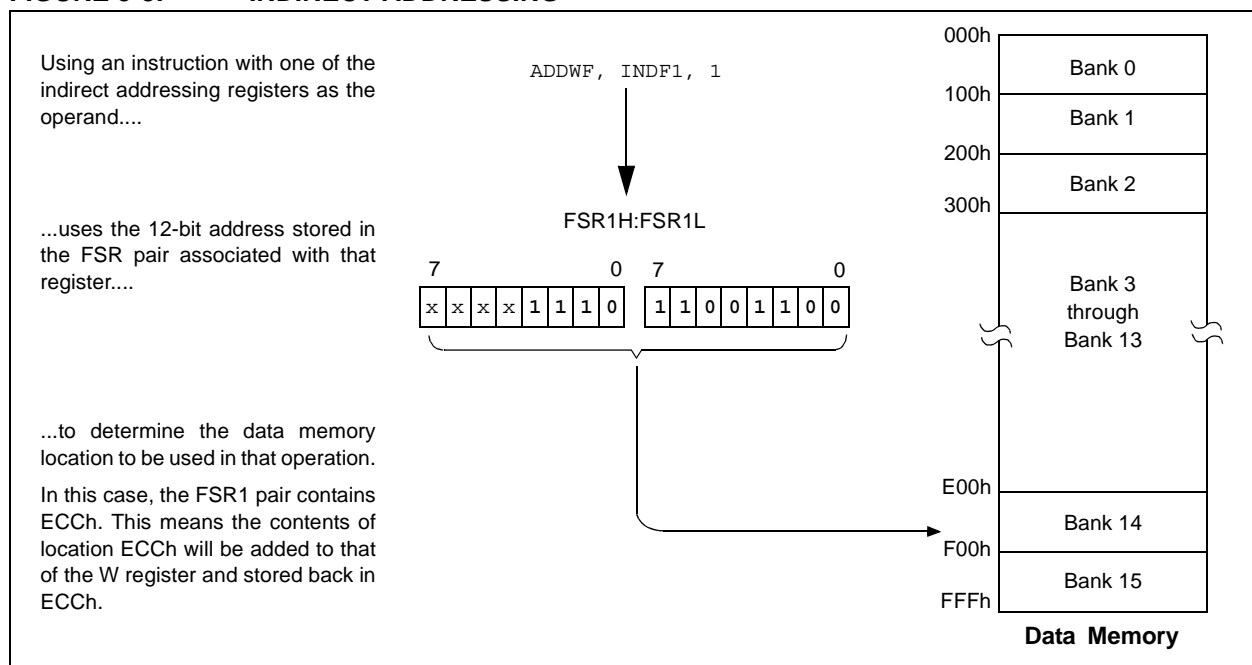 Using an instruction with one of the
indirect addressing registers as the
operand....
ADDWF, INDF1, 1
...uses the 12-bit address stored in
the FSR pair associated with that
register....
FSR1H:FSR1L
7 0 7 0
x x x x 1 1 1 0 1 1 0 0 1 1 0 0
...to determine the data memory
location to be used in that operation.
In this case, the FSR1 pair contains
ECCh. This means the contents of
location ECCh will be added to that
of the W register and stored back in
ECCh.
000h
Bank 0
100h
Bank 1
200h
Bank 2
300h
Bank 3
through
Bank 13
E00h
Bank 14
F00h
Bank 15
FFFh
Data Memory